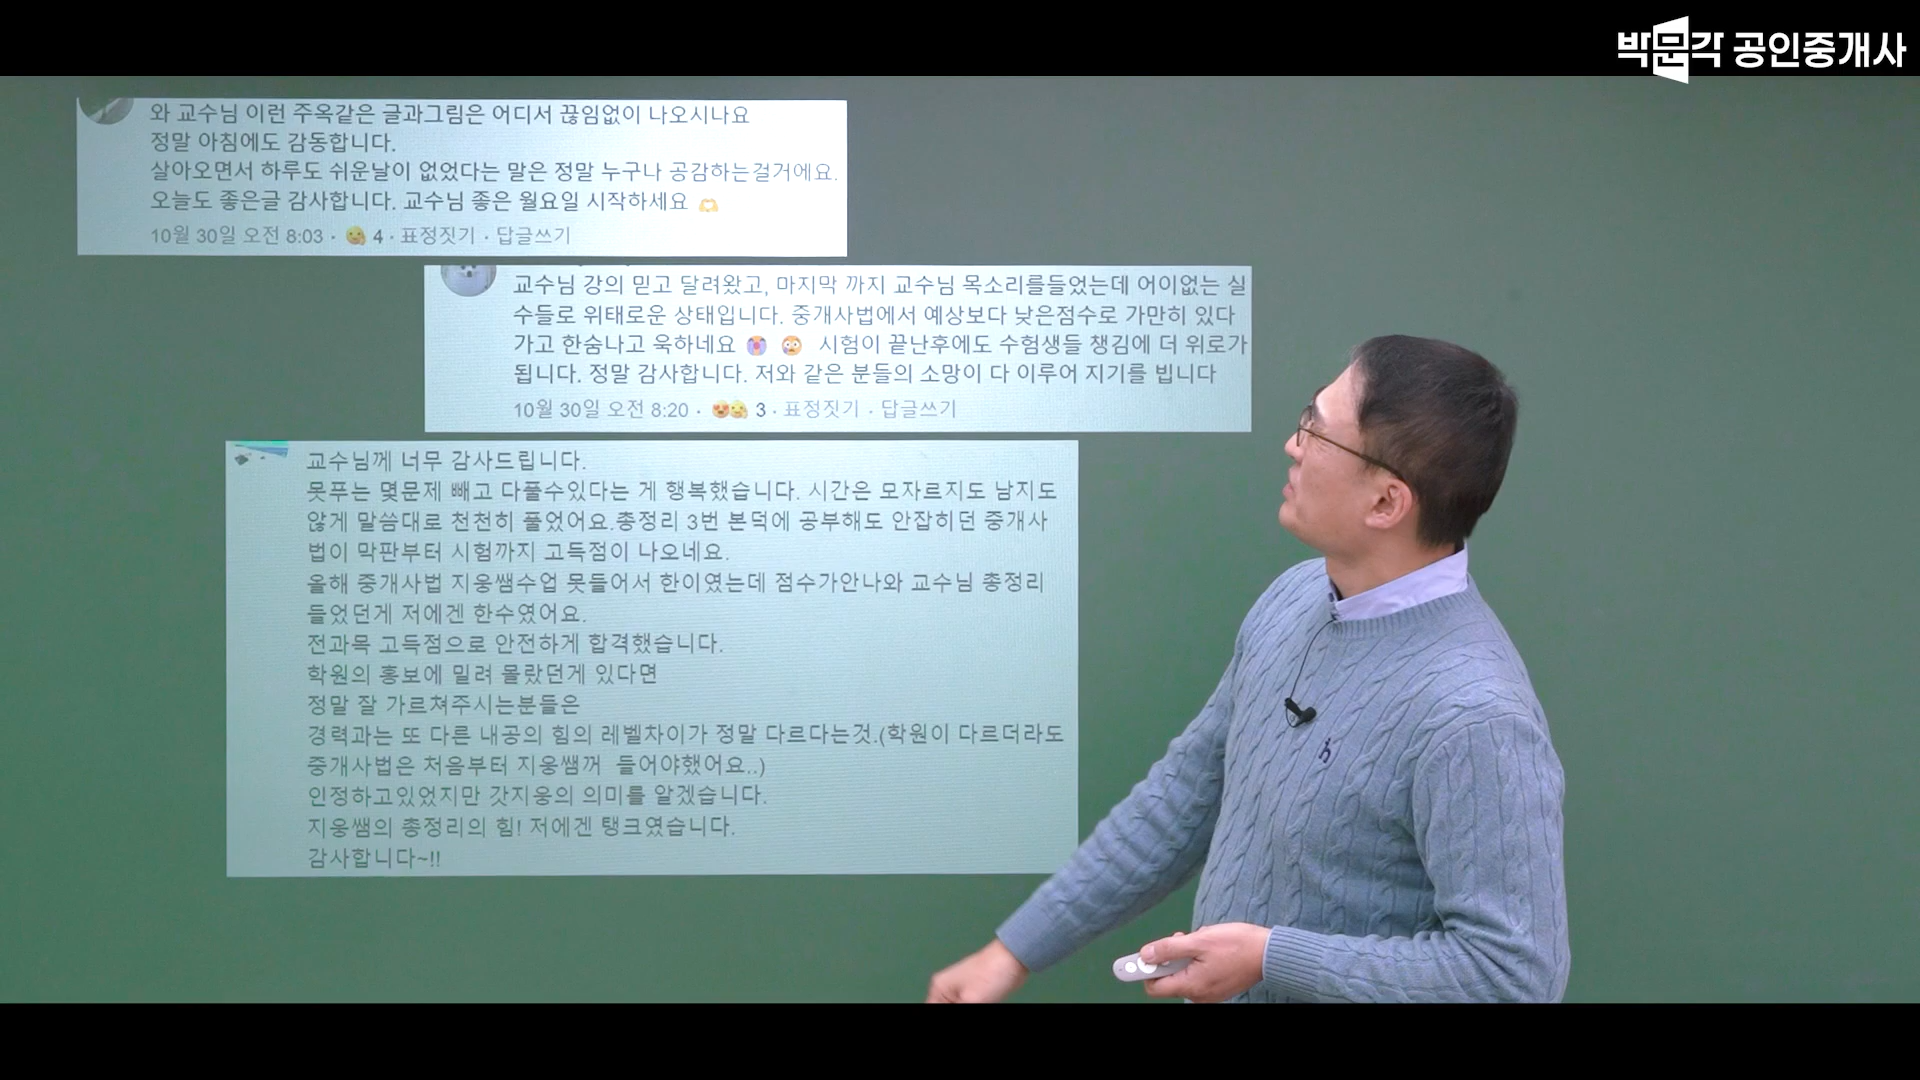 박문각 공인중개사
와 교수님 이런 주옥같은 글과그림은 어디서 끊임없이 나오시나요
정말 아침에도 감동합니다.
살아오면서 하루도 쉬운날이 없었다는 말은 정말 누구나 공감하는걸거에요.
오늘도 좋은글 감사합니다. 교수님 좋은 월요일 시작하세요 🫶
10월 30일 오전 8:03 · 4 · 표정짓기 · 답글쓰기
교수님 강의 믿고 달려왔고, 마지막 까지 교수님 목소리를들었는데 어이없는 실
수들로 위태로운 상태입니다. 중개사법에서 예상보다 낮은점수로 가만히 있다
가고 한숨나고 욱하네요 😭 😳 시험이 끝난후에도 수험생들 챙김에 더 위로가
됩니다. 정말 감사합니다. 저와 같은 분들의 소망이 다 이루어 지기를 빕니다
10월 30일 오전 8:20 · 3 · 표정짓기 · 답글쓰기
교수님께 너무 감사드립니다.
못푸는 몇문제 빼고 다풀수있다는 게 행복했습니다. 시간은 모자르지도 남지도
않게 말씀대로 천천히 풀었어요.총정리 3번 본덕에 공부해도 안잡히던 중개사
법이 막판부터 시험까지 고득점이 나오네요.
올해 중개사법 지웅쌤수업 못들어서 한이였는데 점수가안나와 교수님 총정리
들었던게 저에겐 한수였어요.
전과목 고득점으로 안전하게 합격했습니다.
학원의 홍보에 밀려 몰랐던게 있다면
정말 잘 가르쳐주시는분들은
경력과는 또 다른 내공의 힘의 레벨차이가 정말 다르다는것.(학원이 다르더라도
중개사법은 처음부터 지웅쌤꺼 들어야했어요..)
인정하고있었지만 갓지웅의 의미를 알겠습니다.
지웅쌤의 총정리의 힘! 저에겐 탱크였습니다.
감사합니다~!!